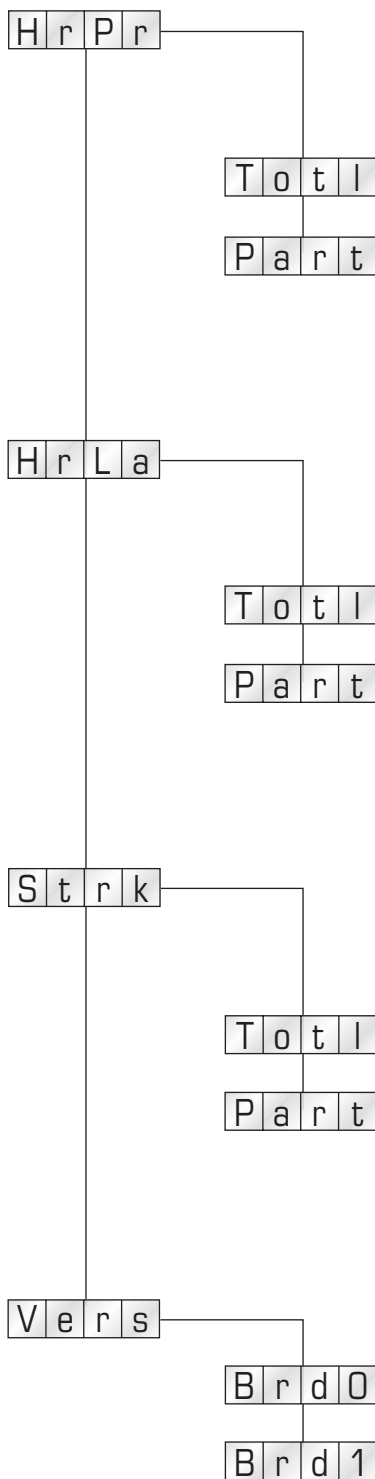 HrPr
Totl
Part
HrLa
Totl
Part
Strk
Totl
Part
Vers
Brd0
Brd1